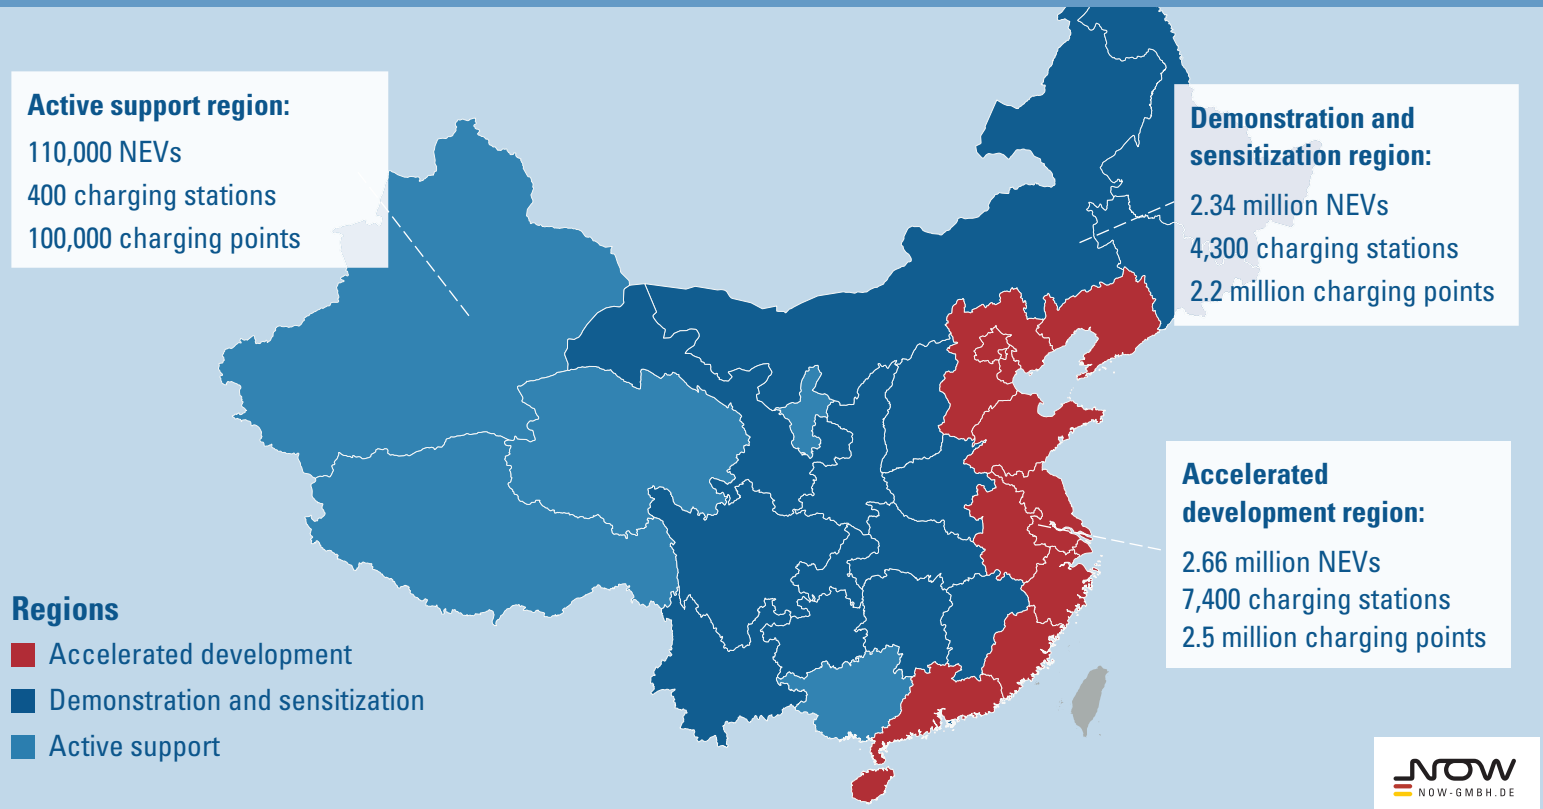 Active support region:
110,000 NEVs
400 charging stations
100,000 charging points
Demonstration and
sensitization region:
2.34 million NEVs
4,300 charging stations
2.2 million charging points
Accelerated
development region:
2.66 million NEVs
7,400 charging stations
2.5 million charging points
Regions
Accelerated development
Demonstration and sensitization
Active support
NOW
NOW-GMBH.DE